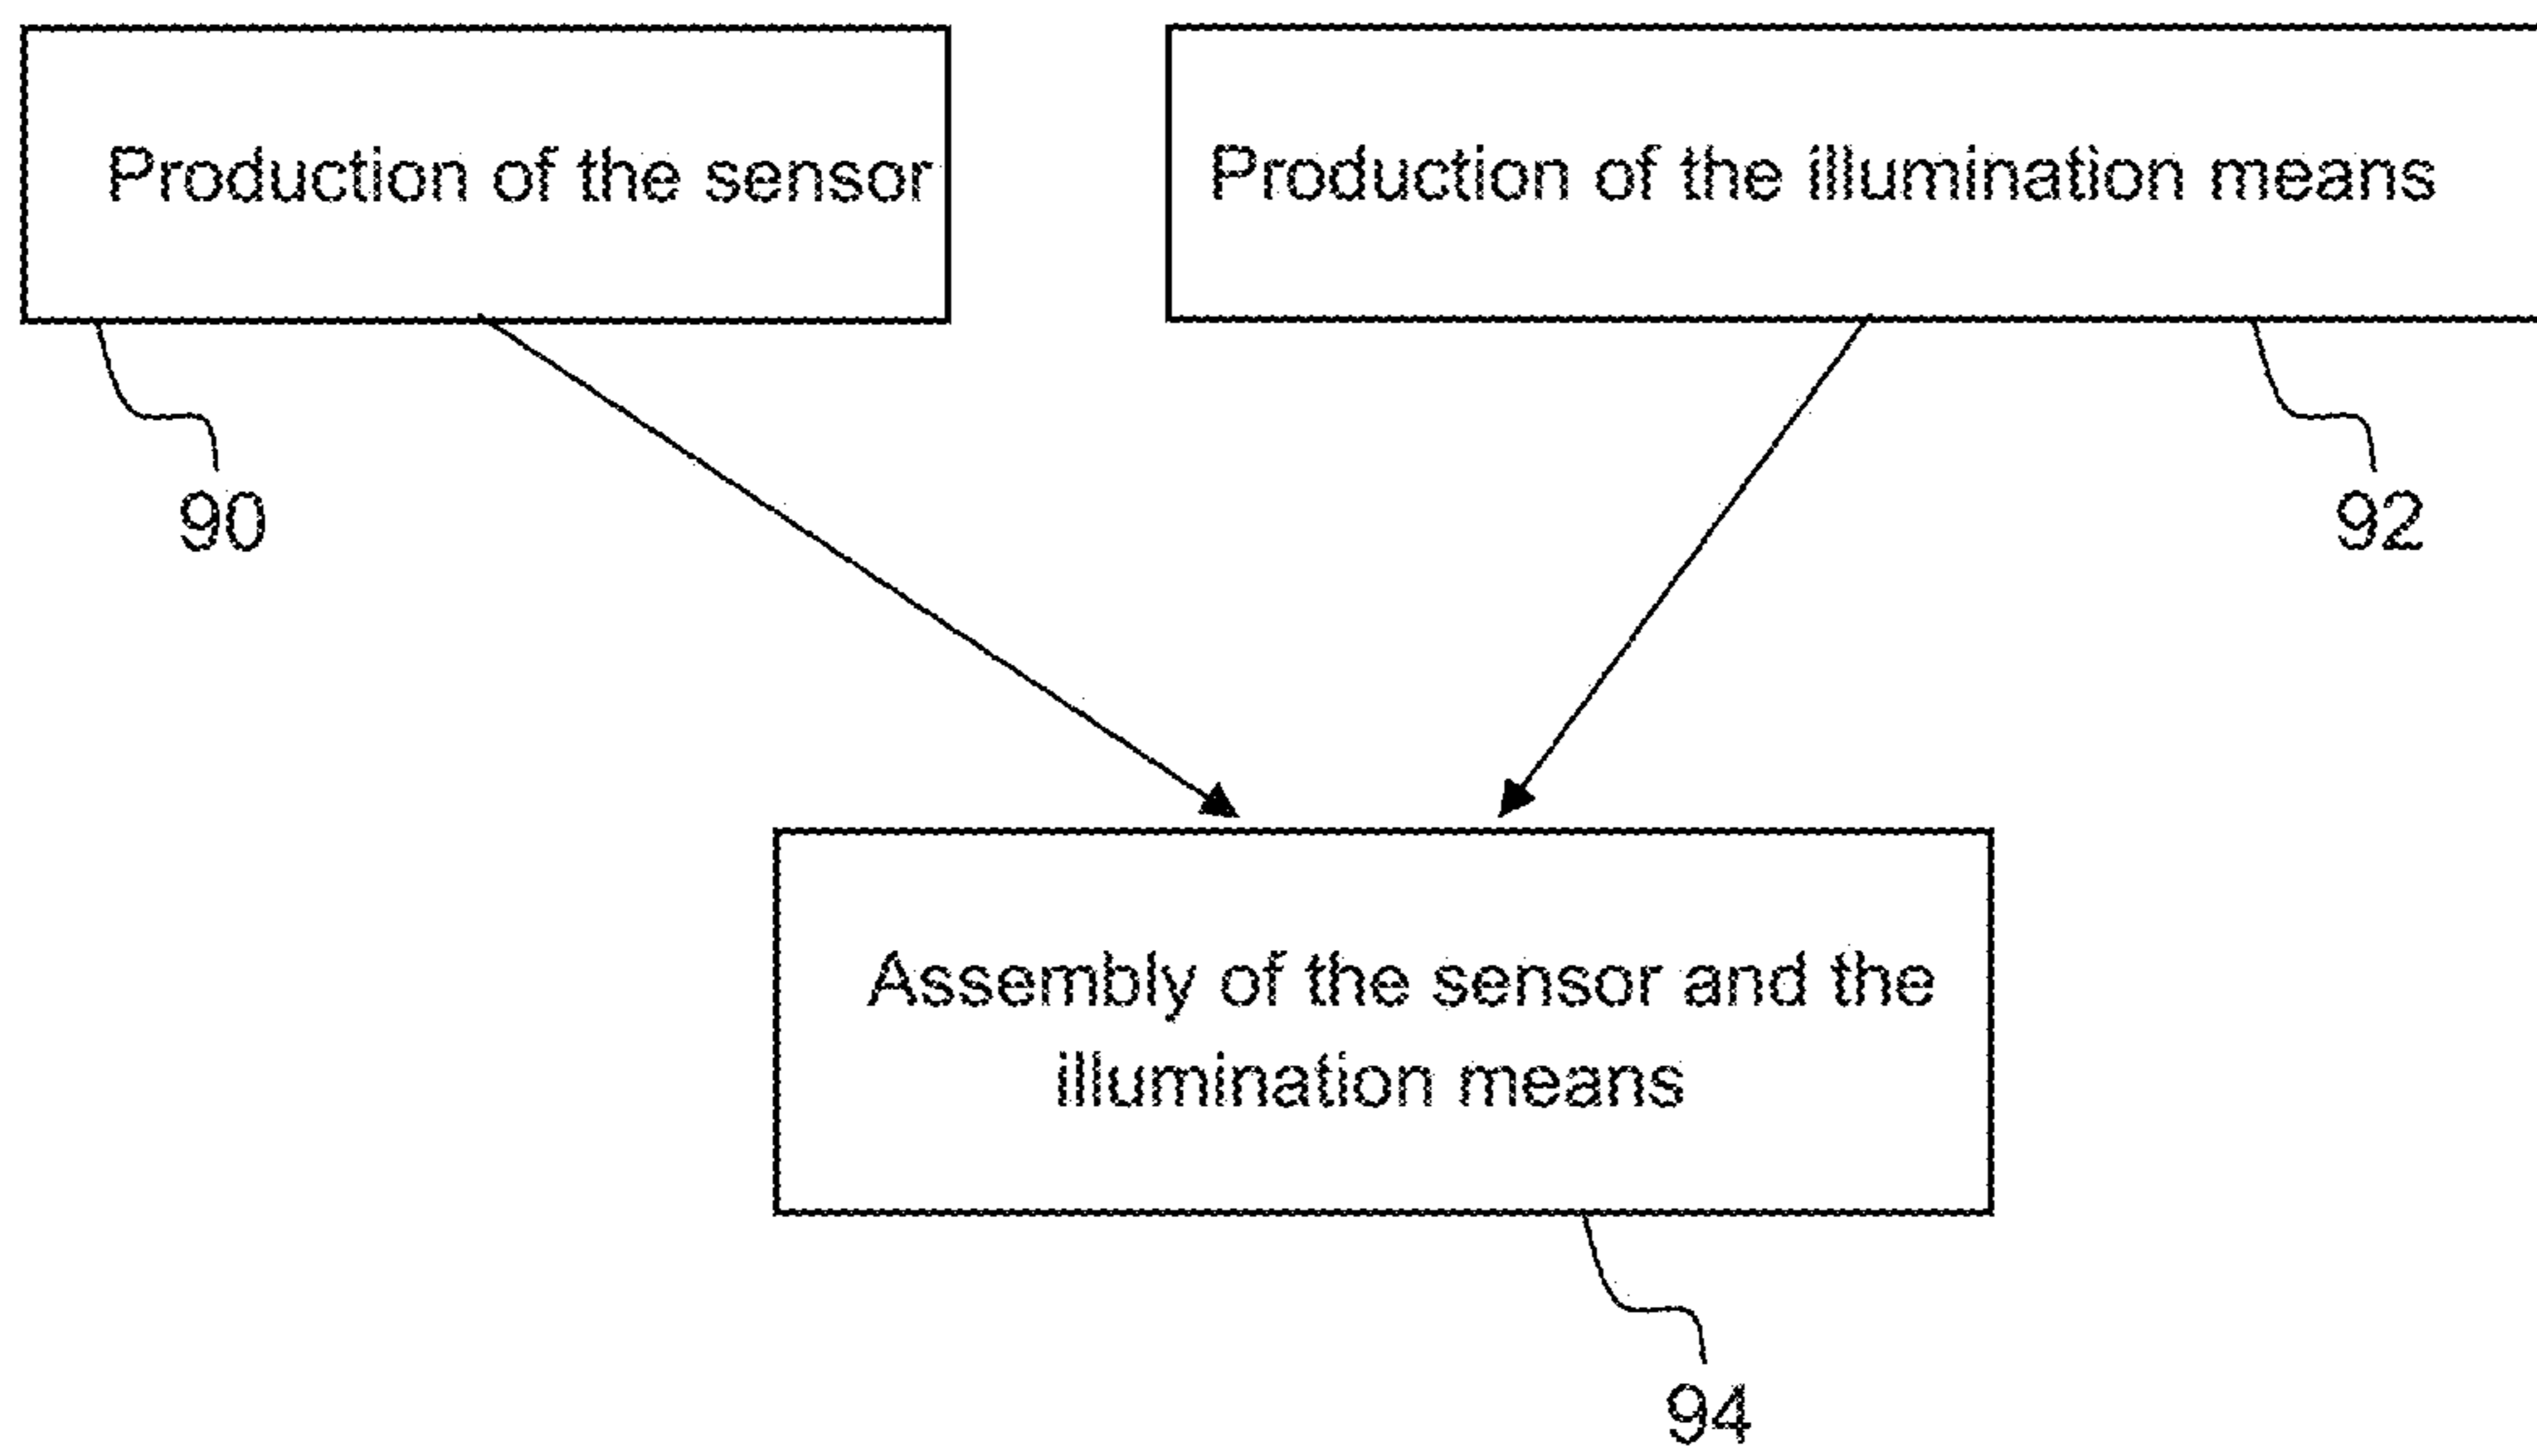 Production of the sensor
Production of the illumination means
90
92
Assembly of the sensor and the
illumination means
94